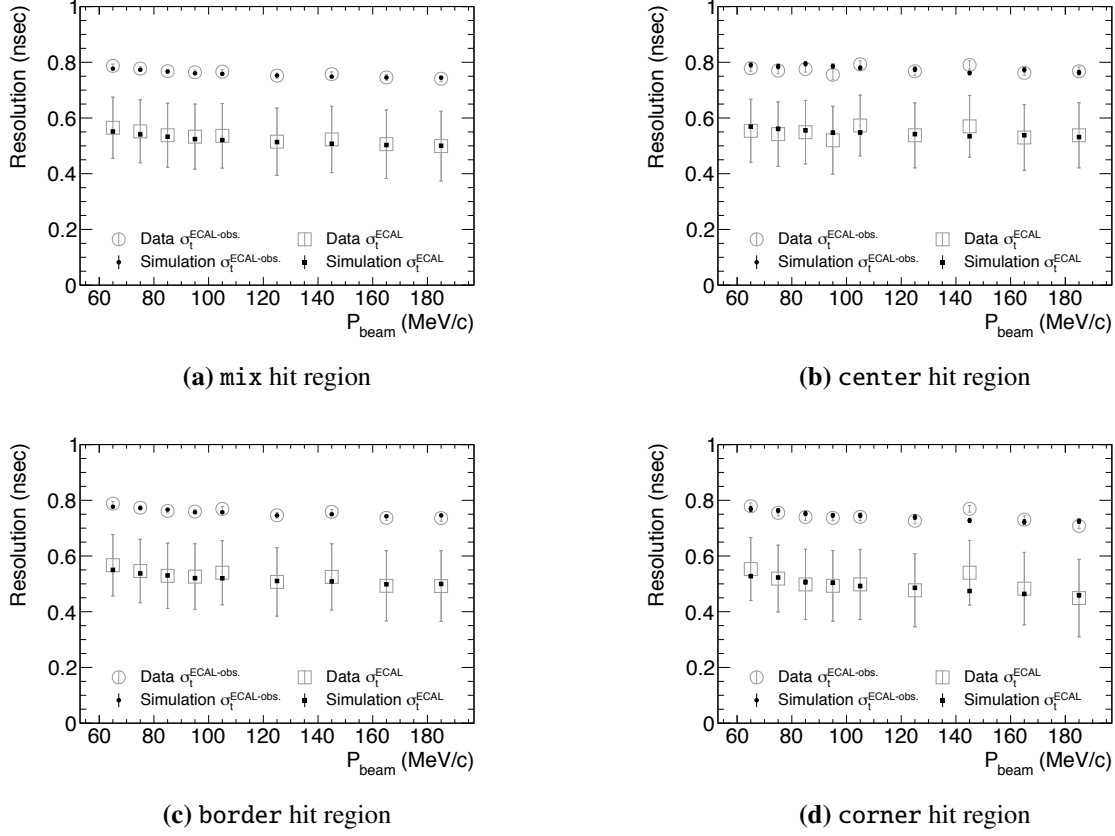 Resolution (nsec)
1
0.8
0.6
0.4
0.2
0
60 80 100 120 140 160 180
P_beam (MeV/c)
Data σ_t^ECAL-obs. Data σ_t^ECAL
Simulation σ_t^ECAL-obs. Simulation σ_t^ECAL
(a) mix hit region
Resolution (nsec)
1
0.8
0.6
0.4
0.2
0
60 80 100 120 140 160 180
P_beam (MeV/c)
Data σ_t^ECAL-obs. Data σ_t^ECAL
Simulation σ_t^ECAL-obs. Simulation σ_t^ECAL
(b) center hit region
Resolution (nsec)
1
0.8
0.6
0.4
0.2
0
60 80 100 120 140 160 180
P_beam (MeV/c)
Data σ_t^ECAL-obs. Data σ_t^ECAL
Simulation σ_t^ECAL-obs. Simulation σ_t^ECAL
(c) border hit region
Resolution (nsec)
1
0.8
0.6
0.4
0.2
0
60 80 100 120 140 160 180
P_beam (MeV/c)
Data σ_t^ECAL-obs. Data σ_t^ECAL
Simulation σ_t^ECAL-obs. Simulation σ_t^ECAL
(d) corner hit region